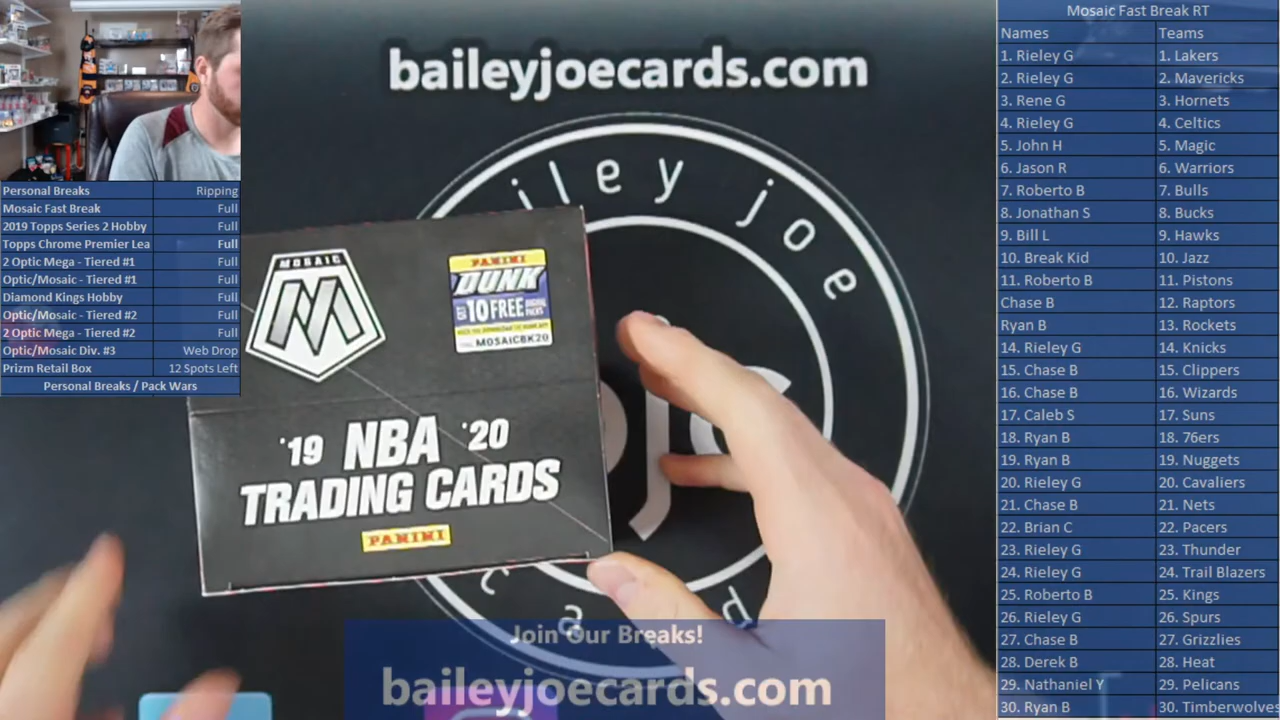 baileyjoecards.com
iley joe
MOSAIC
M
PANINI
DUNK
10 FREE
MOSAICBK20
'19 NBA '20
TRADING CARDS
PANINI
Join Our Breaks!
baileyjoecards.com
Personal Breaks Ripping
Mosaic Fast Break Full
2019 Topps Series 2 Hobby Full
Topps Chrome Premier Lea Full
2 Optic Mega - Tiered #1 Full
Optic/Mosaic - Tiered #1 Full
Diamond Kings Hobby Full
Optic/Mosaic - Tiered #2 Full
2 Optic Mega - Tiered #2 Full
Optic/Mosaic Div. #3 Web Drop
Prizm Retail Box 12 Spots Left
Personal Breaks / Pack Wars
Mosaic Fast Break RT
Names Teams
1. Rieley G 1. Lakers
2. Rieley G 2. Mavericks
3. Rene G 3. Hornets
4. Rieley G 4. Celtics
5. John H 5. Magic
6. Jason R 6. Warriors
7. Roberto B 7. Bulls
8. Jonathan S 8. Bucks
9. Bill L 9. Hawks
10. Break Kid 10. Jazz
11. Roberto B 11. Pistons
Chase B 12. Raptors
Ryan B 13. Rockets
14. Rieley G 14. Knicks
15. Chase B 15. Clippers
16. Chase B 16. Wizards
17. Caleb S 17. Suns
18. Ryan B 18. 76ers
19. Ryan B 19. Nuggets
20. Rieley G 20. Cavaliers
21. Chase B 21. Nets
22. Brian C 22. Pacers
23. Rieley G 23. Thunder
24. Rieley G 24. Trail Blazers
25. Roberto B 25. Kings
26. Rieley G 26. Spurs
27. Chase B 27. Grizzlies
28. Derek B 28. Heat
29. Nathaniel Y 29. Pelicans
30. Ryan B 30. Timberwolves